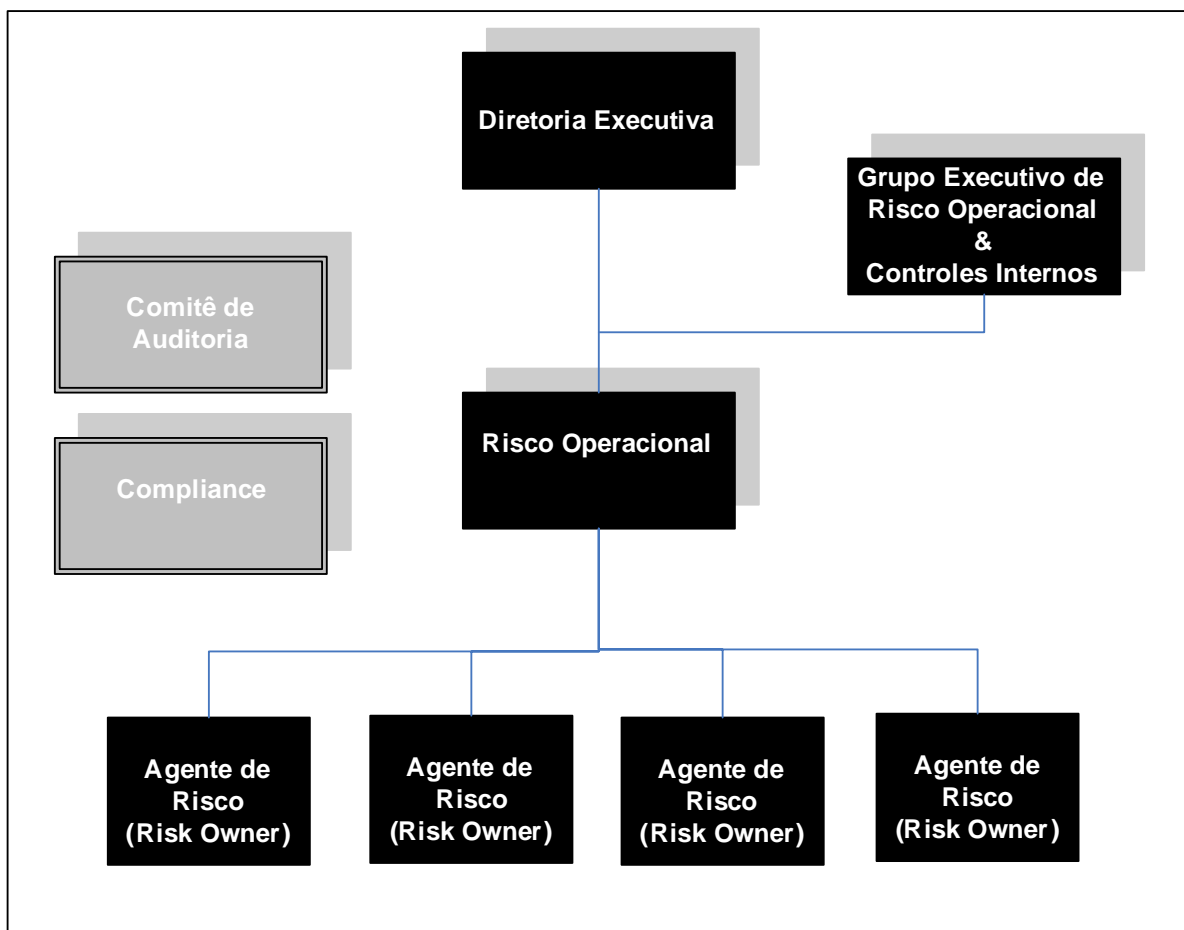 Diretoria Executiva
Grupo Executivo de
Risco Operacional
&
Controles Internos
Comitê de
Auditoria
Risco Operacional
Compliance
Agente de
Risco
(Risk Owner)
Agente de
Risco
(Risk Owner)
Agente de
Risco
(Risk Owner)
Agente de
Risco
(Risk Owner)